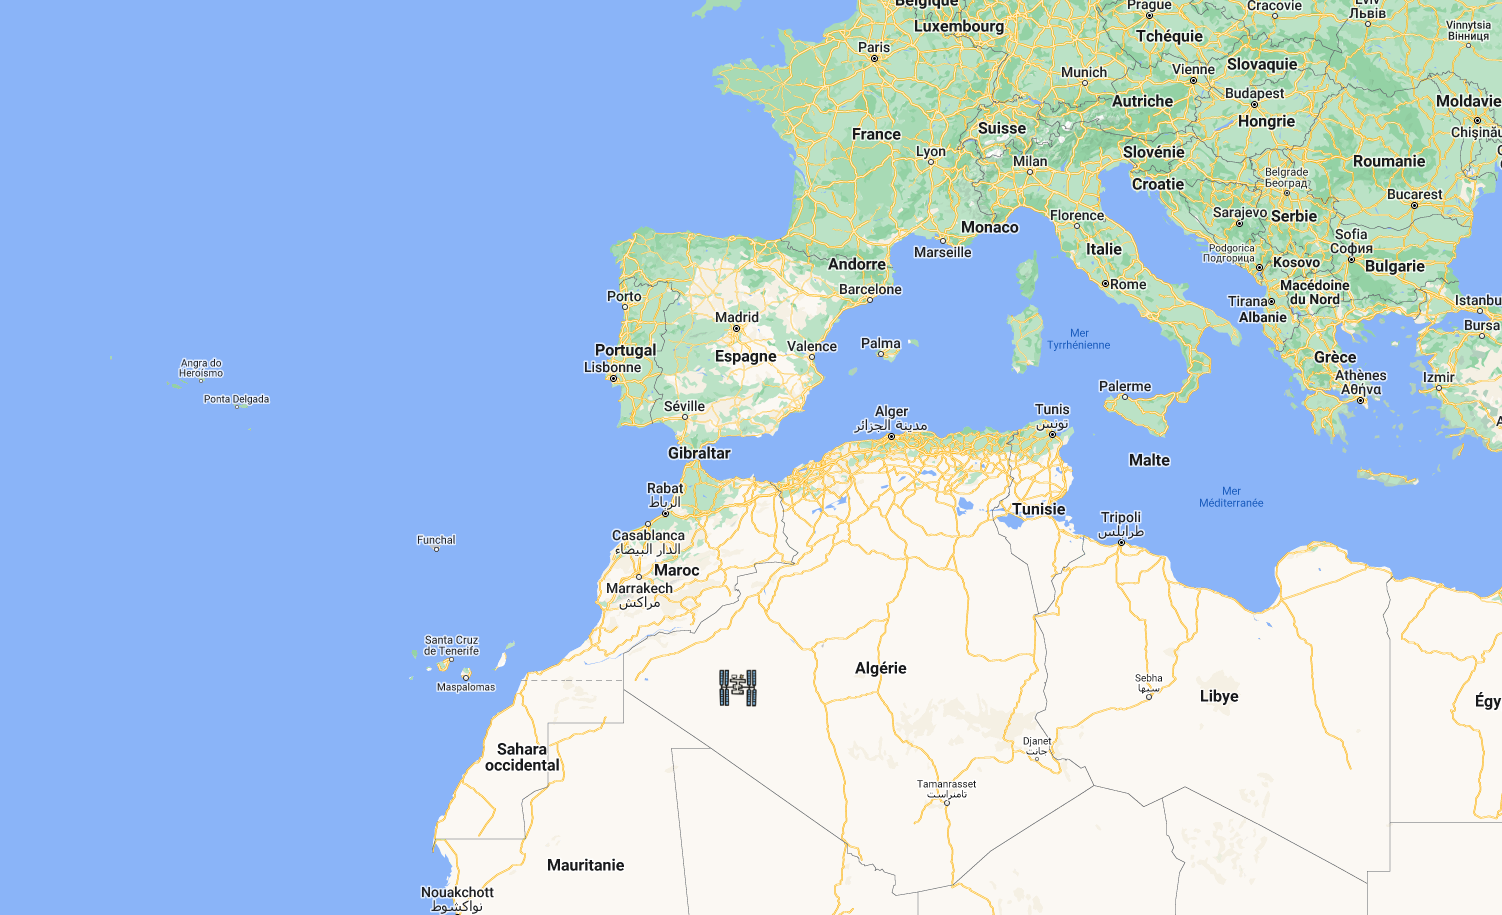 Belgique
Prague
Cracovie
Львів
Luxembourg
Tchéquie
Vinnytsia
Вінниця
Paris
Munich
Vienne
Slovaquie
Budapest
Autriche
Moldavie
Hongrie
France
Suisse
Lyon
Milan
Slovénie
Roumanie
Croatie
Belgrade
Београд
Bucarest
Florence
Monaco
Sarajevo
Serbie
Marseille
Italie
Podgorica
Подгорица
Sofia
София
Andorre
Kosovo
Bulgarie
Barcelone
Rome
Macédoine
du Nord
Porto
Tirana
Albanie
Istanbu
Madrid
Bursa
Mer
Tyrrhénienne
Valence
Palma
Portugal
Espagne
Grèce
Lisbonne
Angra do
Heroísmo
Athènes
Αθήνα
Izmir
Palerme
Ponta Delgada
Séville
Alger
مدينة الجزائر
Tunis
تونس
Gibraltar
Malte
Rabat
الرباط
Mer
Méditerranée
Tunisie
Tripoli
طرابلس
Funchal
Casablanca
الدار البيضاء
Maroc
Marrakech
مراكش
Santa Cruz
de Tenerife
Maspalomas
Algérie
Sebha
سبها
Libye
Égy
Sahara
occidental
Djanet
جانت
Tamanrasset
تامنراست
Mauritanie
Nouakchott
نواكشوط